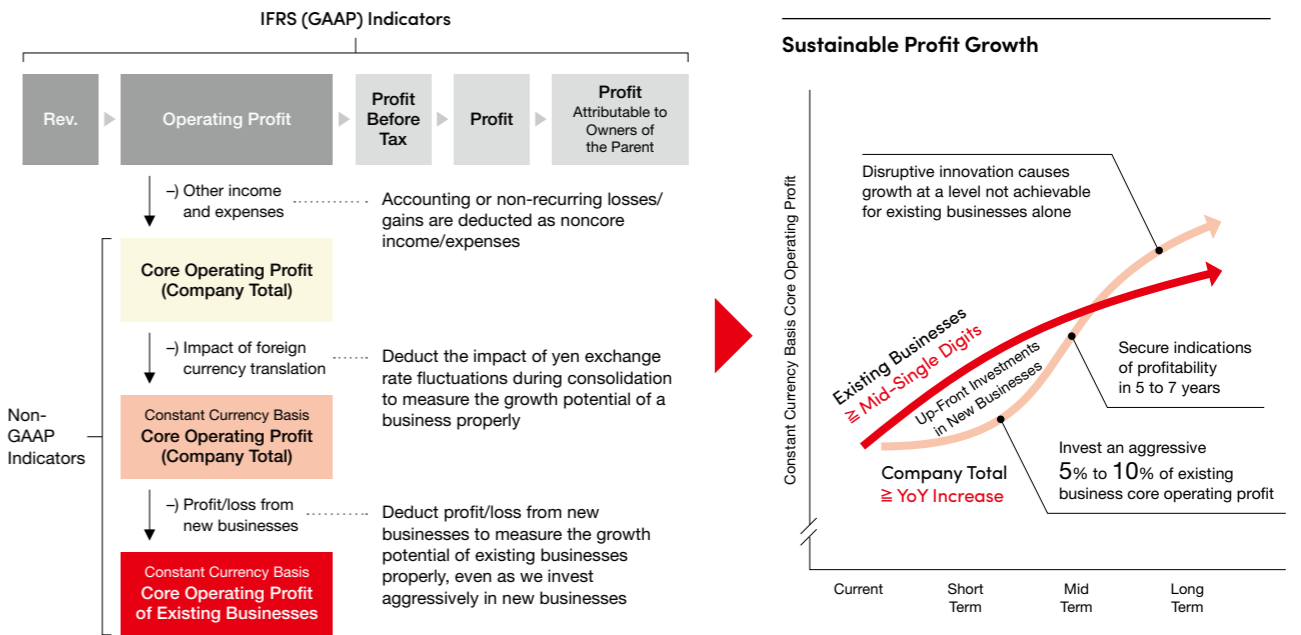 IFRS (GAAP) Indicators
Rev.
Operating Profit
Profit
Before
Tax
Profit
Profit
Attributable to
Owners of
the Parent
–) Other income
and expenses
Accounting or non-recurring losses/
gains are deducted as noncore
income/expenses
Core Operating Profit
(Company Total)
–) Impact of foreign
currency translation
Deduct the impact of yen exchange
rate fluctuations during consolidation
to measure the growth potential of a
business properly
Non-
GAAP
Indicators
Constant Currency Basis
Core Operating Profit
(Company Total)
–) Profit/loss from
new businesses
Deduct profit/loss from new
businesses to measure the growth
potential of existing businesses
properly, even as we invest
aggressively in new businesses
Constant Currency Basis
Core Operating Profit
of Existing Businesses
Sustainable Profit Growth
Constant Currency Basis Core Operating Profit
Disruptive innovation causes
growth at a level not achievable
for existing businesses alone
Existing Businesses
≧ Mid-Single Digits
Up-Front Investments
in New Businesses
Secure indications
of profitability
in 5 to 7 years
Company Total
≧ YoY Increase
Invest an aggressive
5% to 10% of existing
business core operating profit
Current
Short
Term
Mid
Term
Long
Term